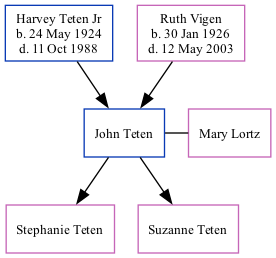 Harvey Teten Jr
b. 24 May 1924
d. 11 Oct 1988
Ruth Vigen
b. 30 Jan 1926
d. 12 May 2003
John Teten
Mary Lortz
Stephanie Teten
Suzanne Teten